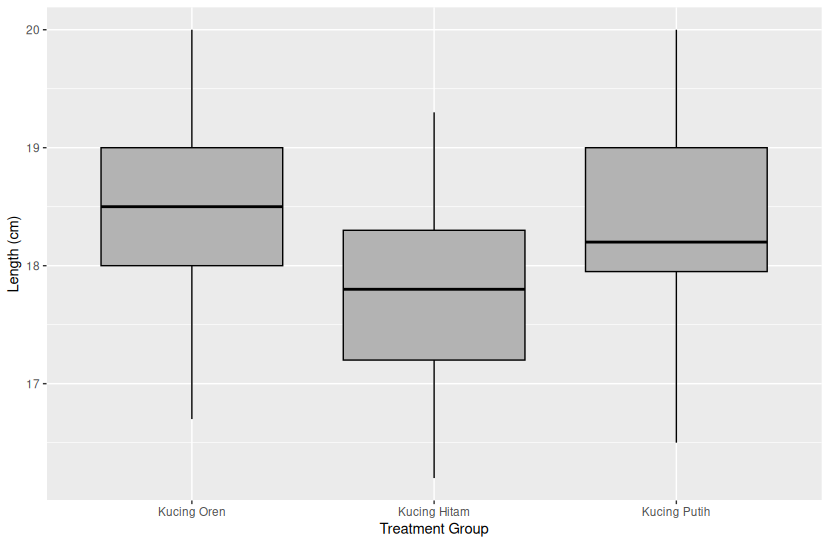 20
19
18
17
Length (cm)
Kucing Oren
Kucing Hitam
Kucing Putih
Treatment Group